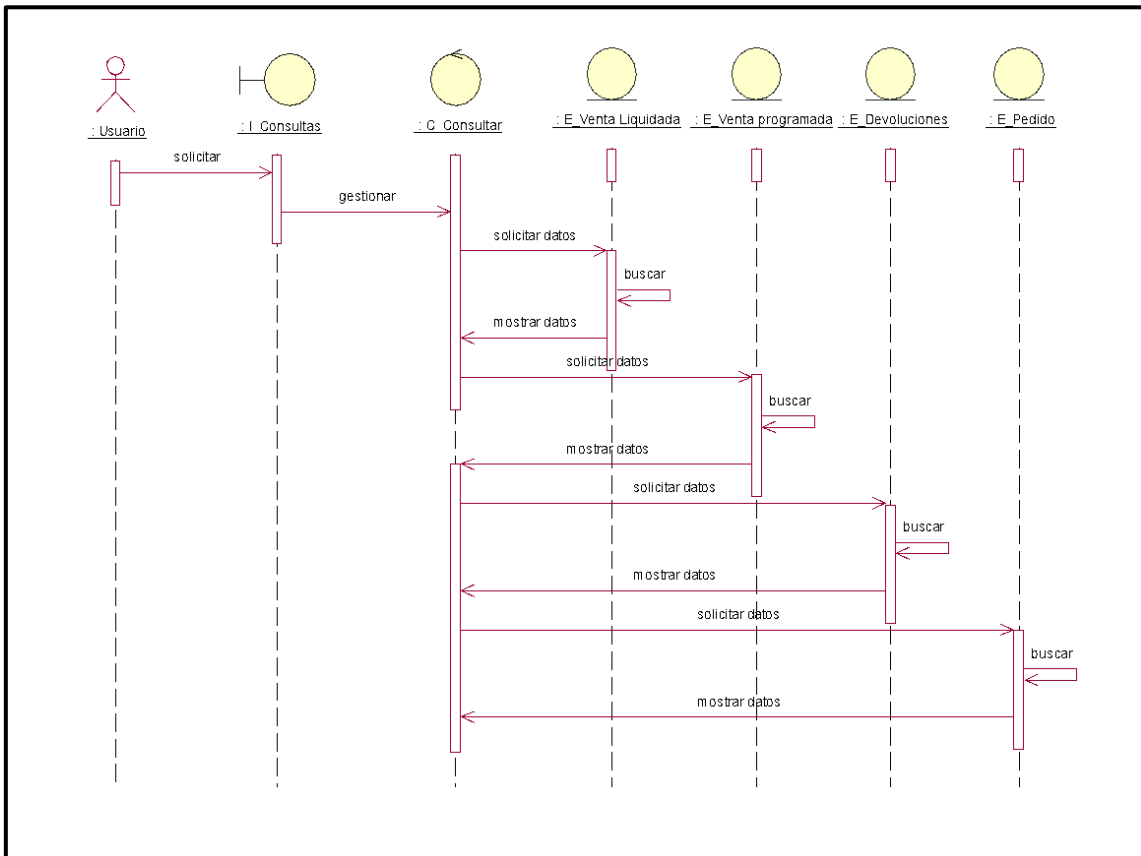 : Usuario
: I_Consultas
: C_Consultar
: E_Venta Liquidada
: E_Venta programada
: E_Devoluciones
: E_Pedido
solicitar
gestionar
solicitar datos
buscar
mostrar datos
solicitar datos
buscar
mostrar datos
solicitar datos
buscar
mostrar datos
solicitar datos
buscar
mostrar datos